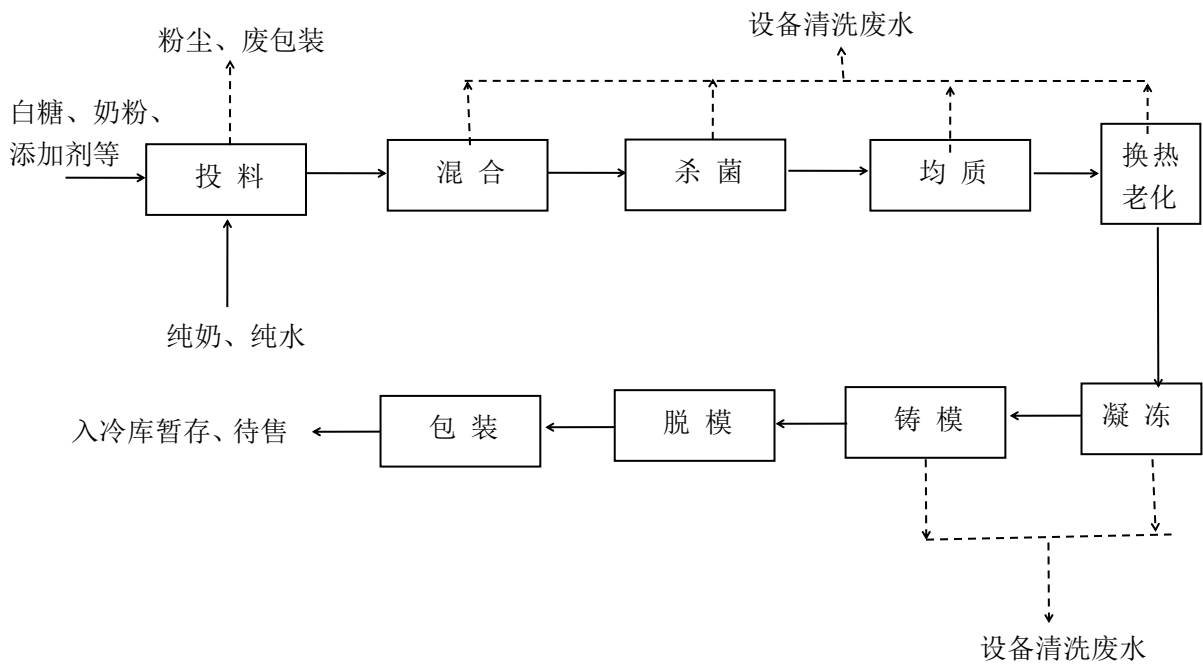 设备清洗废水
粉尘、废包装
白糖、奶粉、
添加剂等
投 料
混 合
杀 菌
均 质
换热
老化
纯奶、纯水
入冷库暂存、待售
包 装
脱 模
铸 模
凝 冻
设备清洗废水